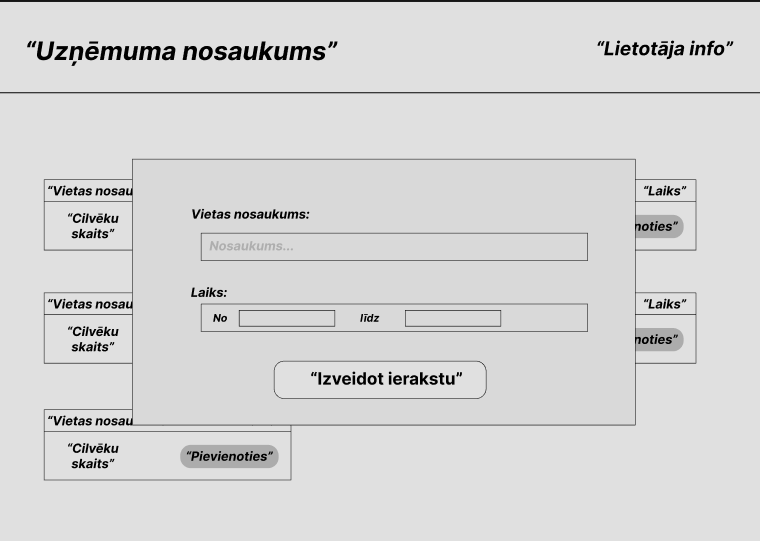 “Uzņēmuma nosaukums”
“Lietotāja info”
“Vietas nosau
“Laiks”
“Cilvēku
skaits”
noties”
Vietas nosaukums:
Nosaukums...
Laiks:
No
līdz
“Vietas nosau
“Laiks”
“Cilvēku
skaits”
noties”
“Izveidot ierakstu”
“Vietas nosau
“Cilvēku
skaits”
“Pievienoties”